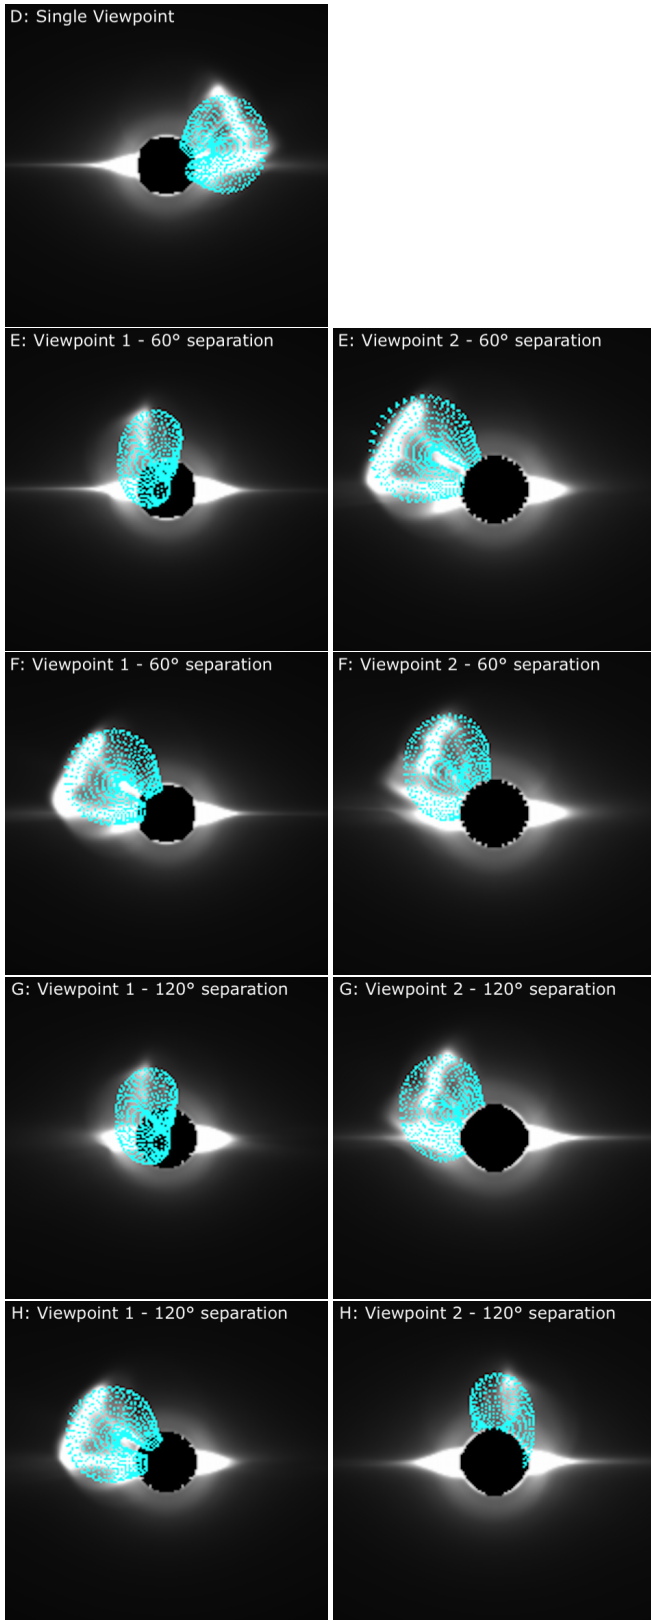 D: Single Viewpoint
E: Viewpoint 1 - 60° separation
E: Viewpoint 2 - 60° separation
F: Viewpoint 1 - 60° separation
F: Viewpoint 2 - 60° separation
G: Viewpoint 1 - 120° separation
G: Viewpoint 2 - 120° separation
H: Viewpoint 1 - 120° separation
H: Viewpoint 2 - 120° separation